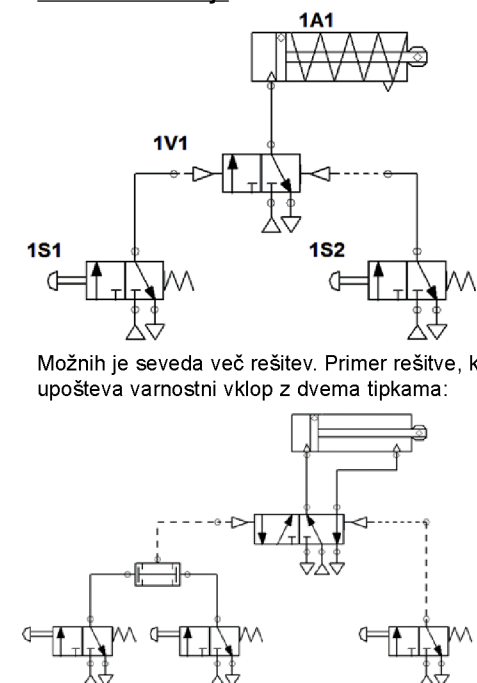 1A1
1V1
1S1
1S2
Možnih je seveda več rešitev. Primer rešitve, k
upošteva varnostni vklop z dvema tipkama: